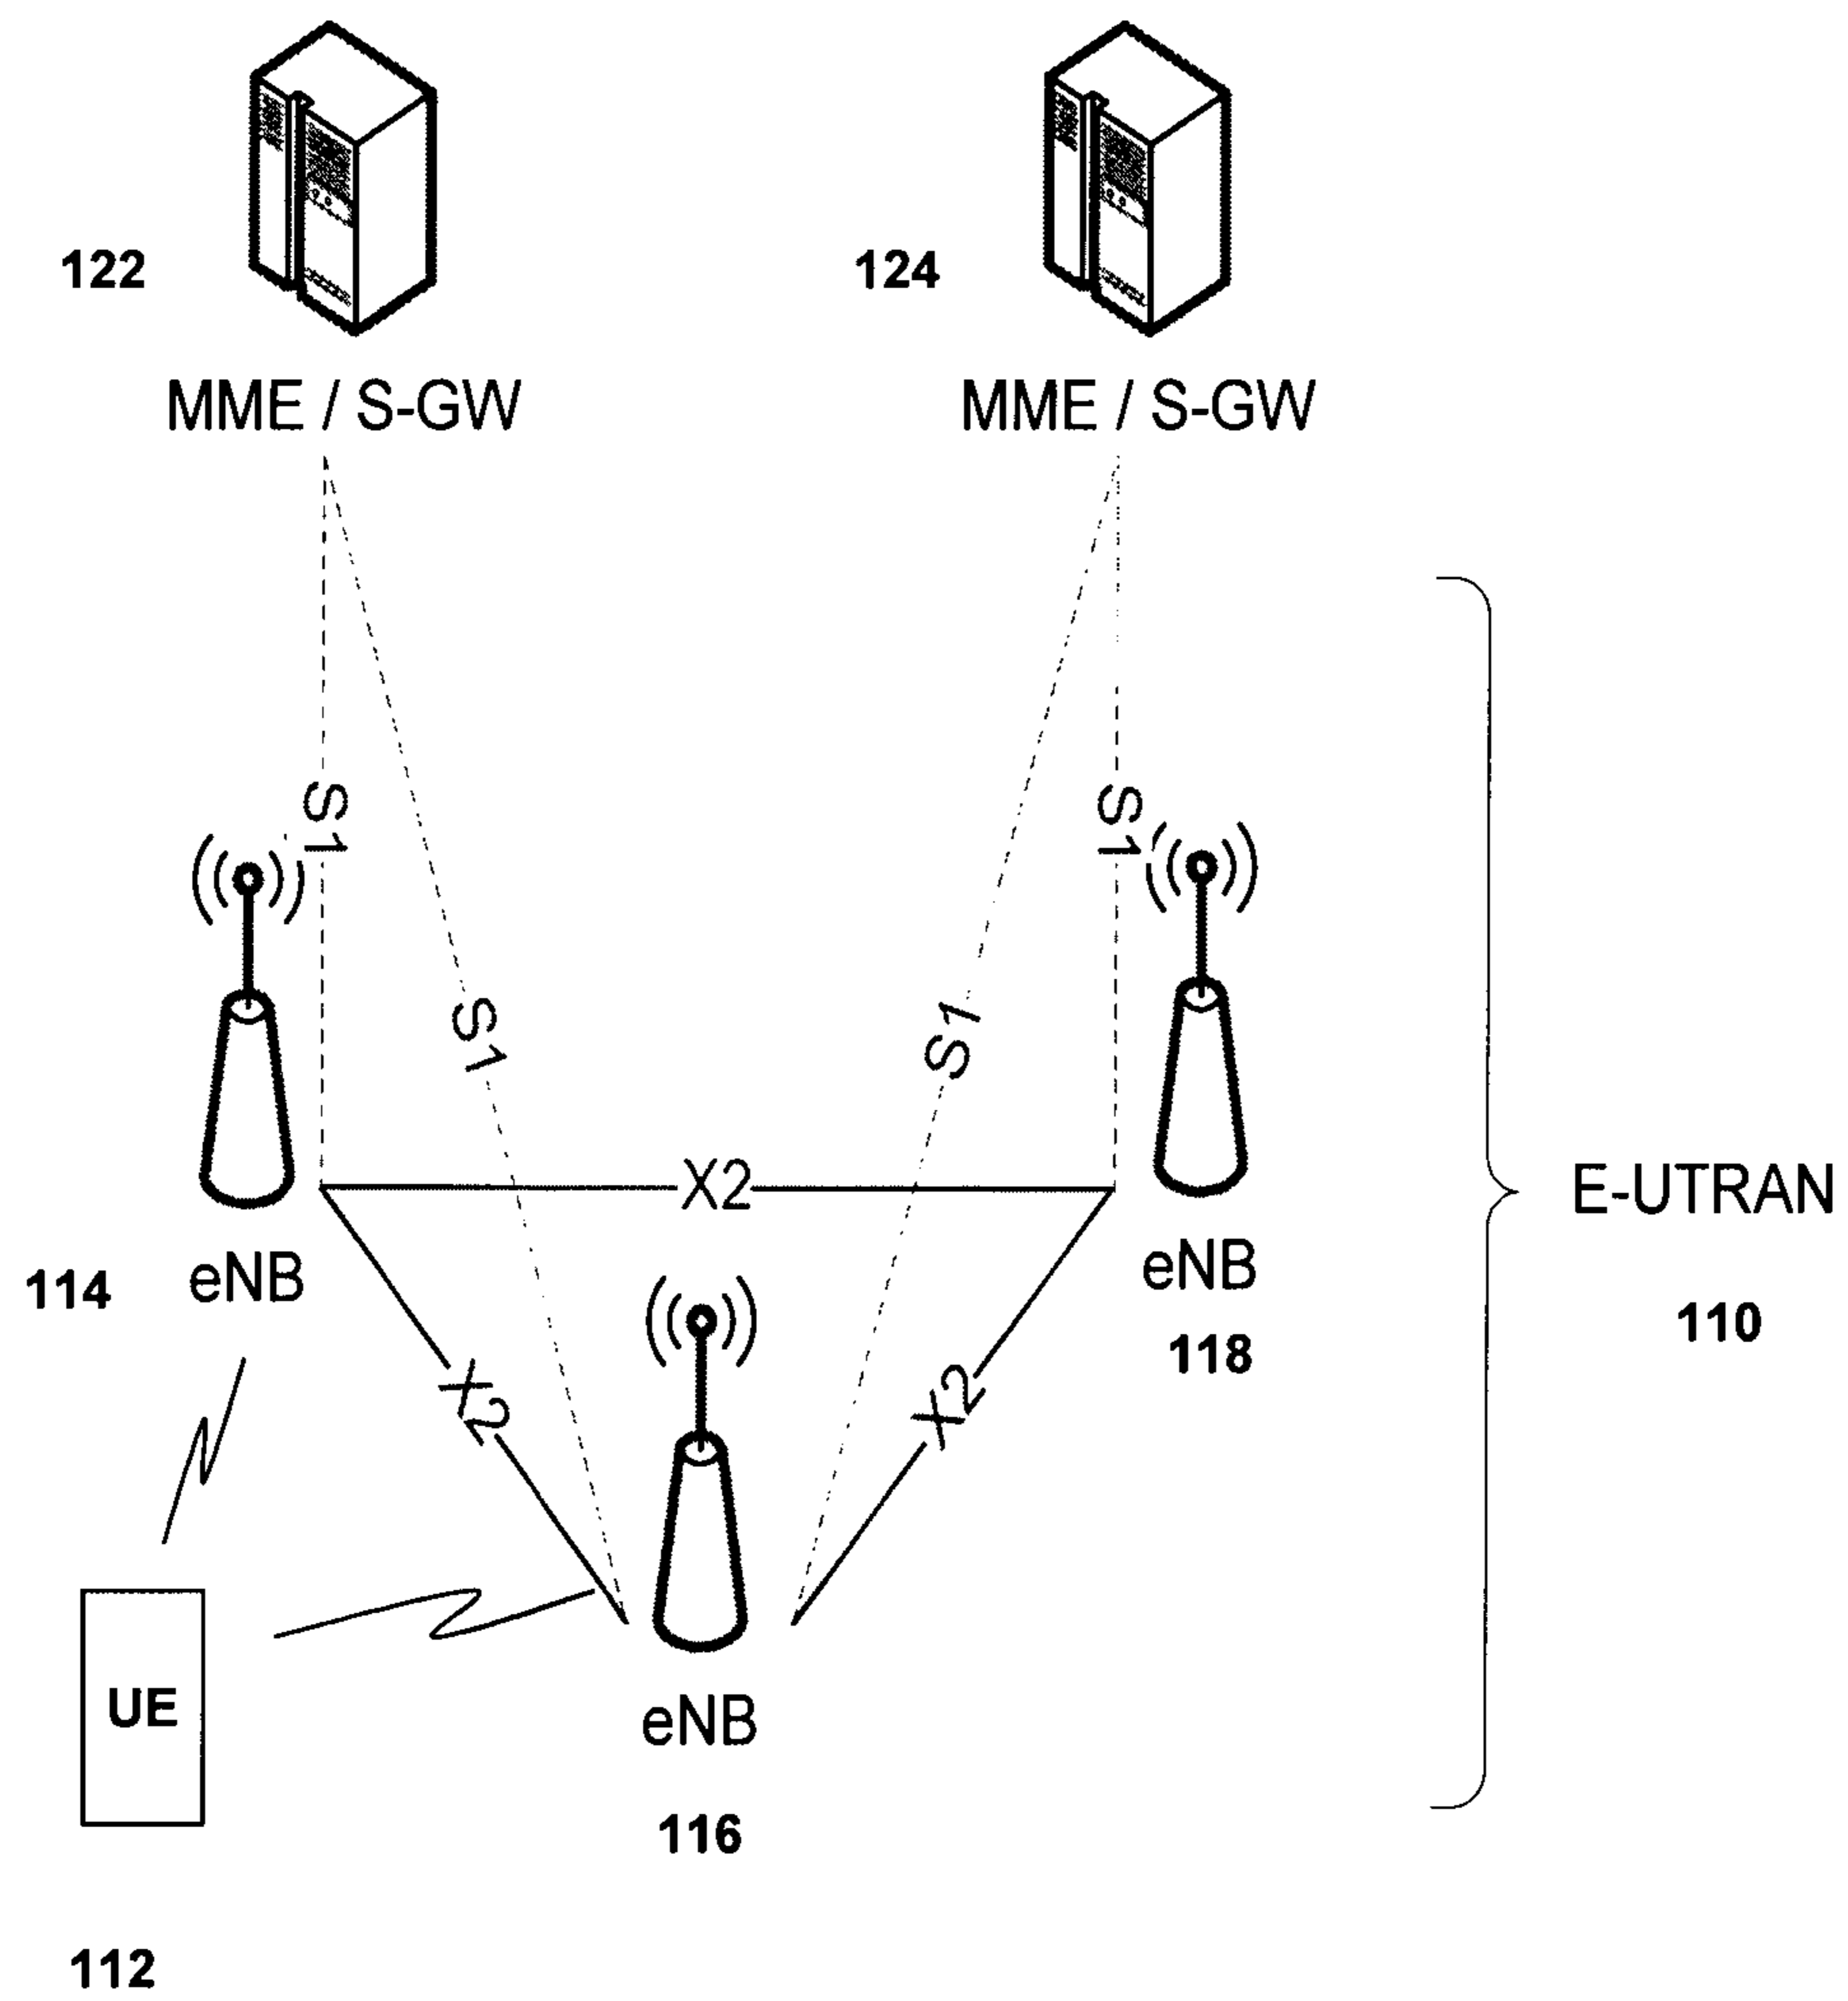 122
124
MME / S-GW
MME / S-GW
S1
S1
S1
S1
X2
E-UTRAN
114
eNB
eNB
110
118
X2
X2
UE
eNB
116
112